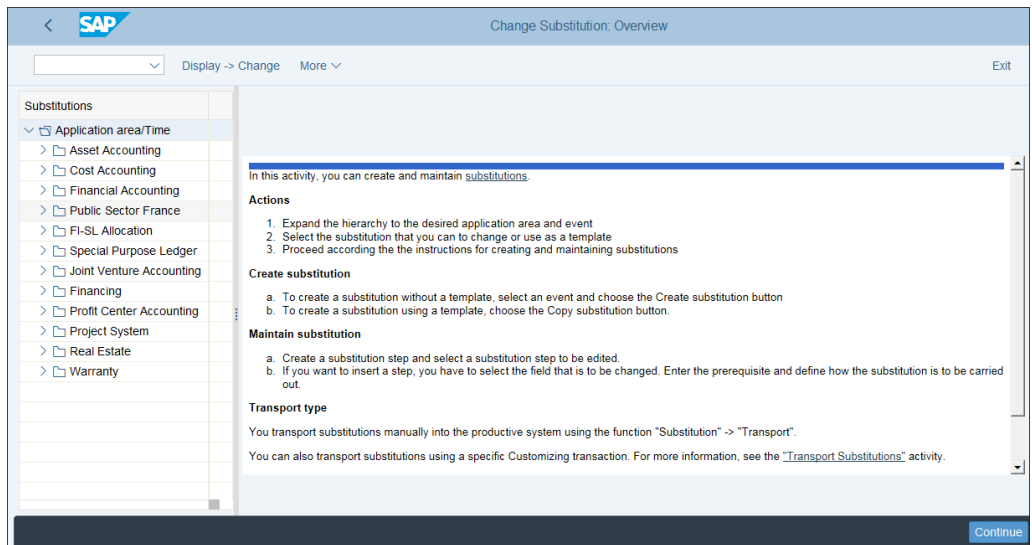 SAP
Change Substitution: Overview
Display -> Change
More
Exit
Substitutions
Application area/Time
Asset Accounting
Cost Accounting
Financial Accounting
Public Sector France
FI-SL Allocation
Special Purpose Ledger
Joint Venture Accounting
Financing
Profit Center Accounting
Project System
Real Estate
Warranty
In this activity, you can create and maintain substitutions.
Actions
1. Expand the hierarchy to the desired application area and event
2. Select the substitution that you can to change or use as a template
3. Proceed according the the instructions for creating and maintaining substitutions
Create substitution
a. To create a substitution without a template, select an event and choose the Create substitution button
b. To create a substitution using a template, choose the Copy substitution button.
Maintain substitution
a. Create a substitution step and select a substitution step to be edited.
b. If you want to insert a step, you have to select the field that is to be changed. Enter the prerequisite and define how the substitution is to be carried
out.
Transport type
You transport substitutions manually into the productive system using the function "Substitution" -> "Transport".
You can also transport substitutions using a specific Customizing transaction. For more information, see the "Transport Substitutions" activity.
Continue